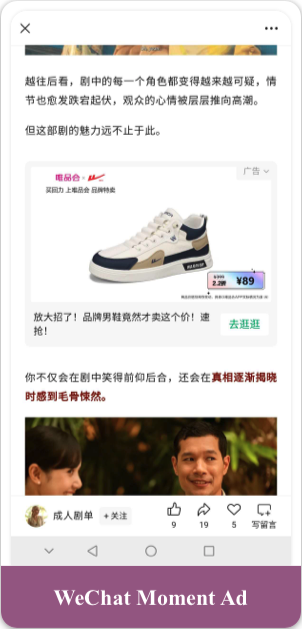 越往后看，剧中的每一个角色都变得越来越可疑，情
节也愈发跌宕起伏，观众的心情被层层推向高潮。
但这部剧的魅力远不止于此。
广告
唯品会
买回力 上唯品会 品牌特卖
2.2折 ¥89
放大招了！品牌男鞋竟然才卖这个价！速
抢！
去逛逛
你不仅会在剧中笑得前仰后合，还会在真相逐渐揭晓
时感到毛骨悚然。
成人剧单
+关注
9
19
5
写留言
WeChat Moment Ad